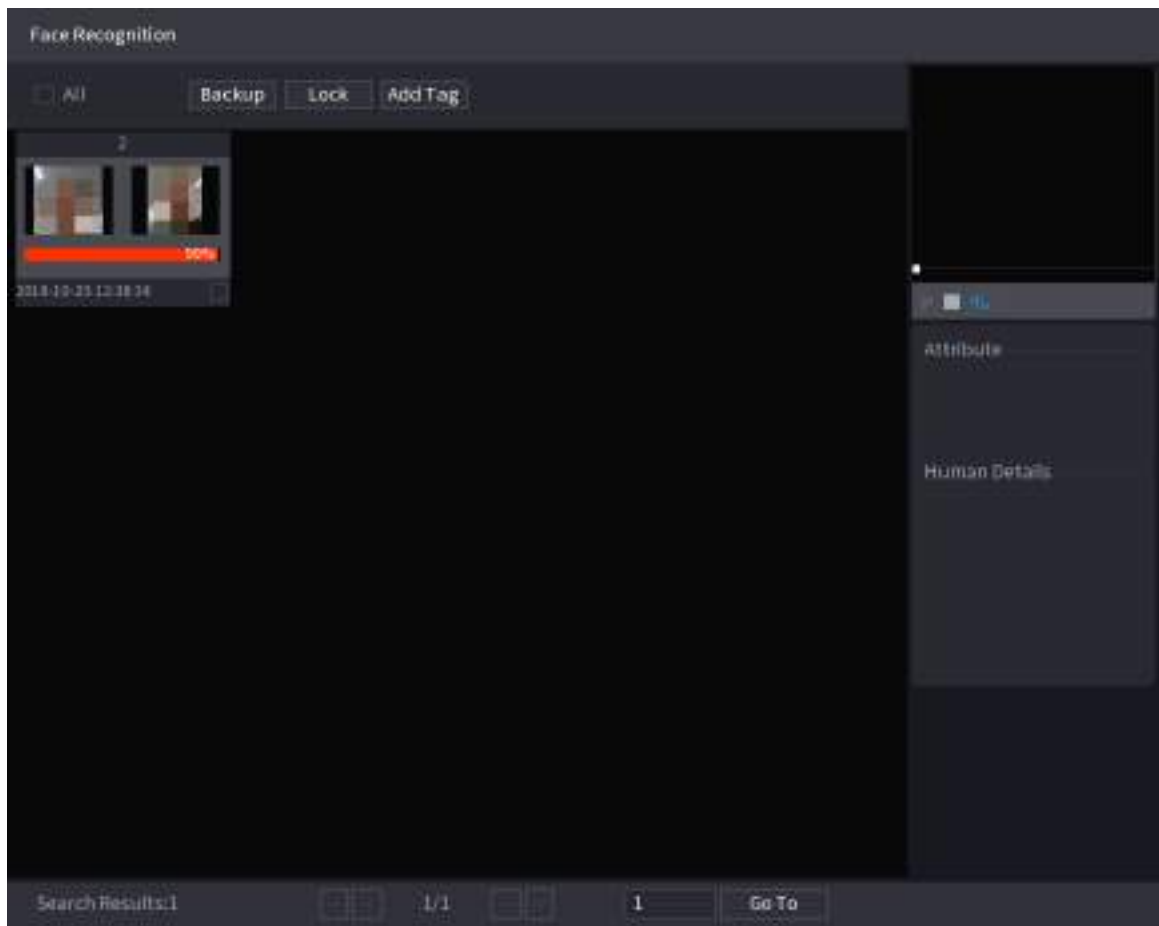 Face Recognition
All
Backup
Lock
Add Tag
2
Attribute
Human Details
Search Results:1
1/1
1
Go To